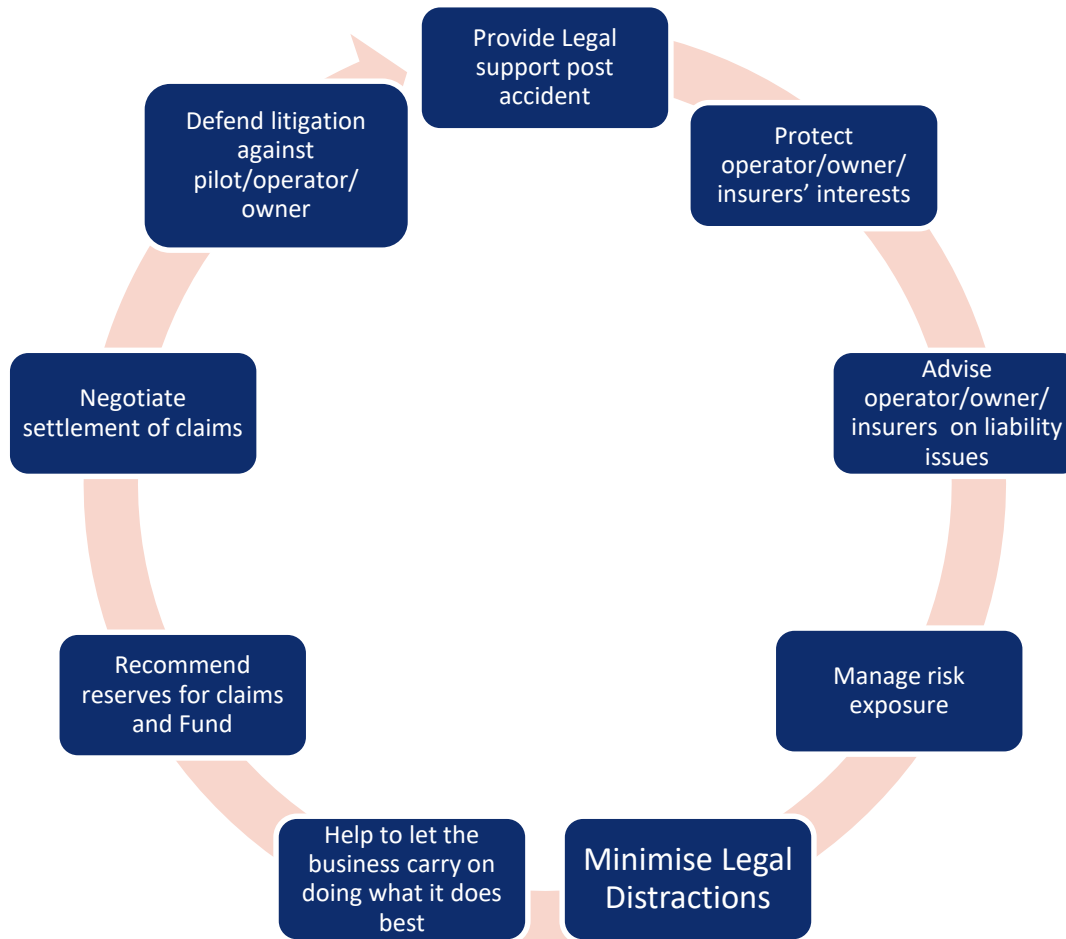 Provide Legal
support post
accident
Protect
operator/owner/
insurers’ interests
Advise
operator/owner/
insurers on liability
issues
Manage risk
exposure
Minimise Legal
Distractions
Help to let the
business carry on
doing what it does
best
Recommend
reserves for claims
and Fund
Negotiate
settlement of claims
Defend litigation
against
pilot/operator/
owner